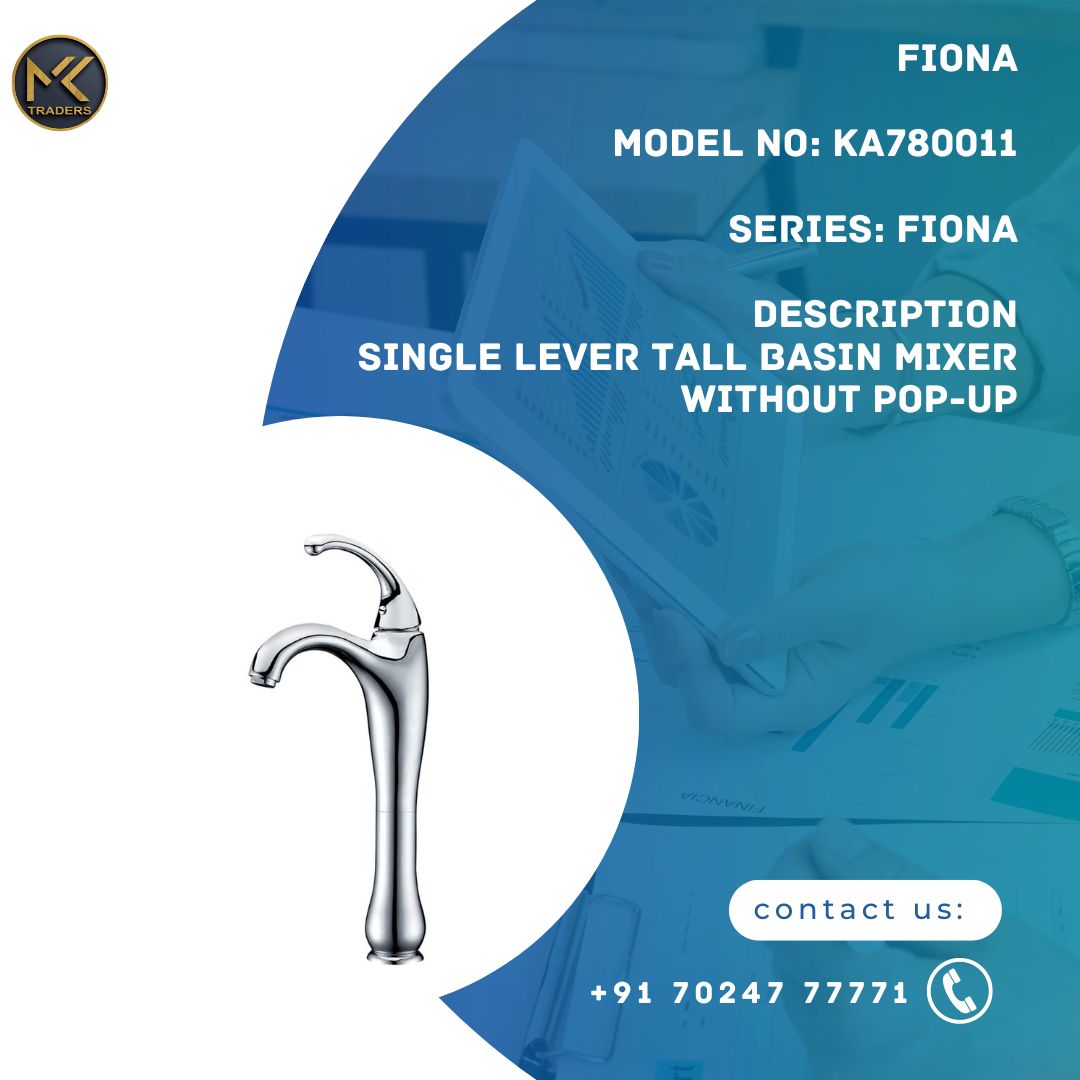 MK
TRADERS
FIONA
MODEL NO: KA780011
SERIES: FIONA
DESCRIPTION
SINGLE LEVER TALL BASIN MIXER
WITHOUT POP-UP
FINANCIA
contact us:
+91 70247 77771